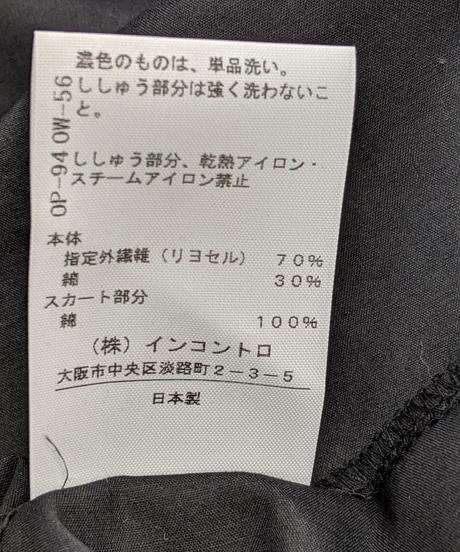 濃色のものは、単品洗い。
ししゅう部分は強く洗わないこ
と。
ししゅう部分、乾熱アイロン・
スチームアイロン禁止
OP-94OW-56
本体
指定外繊維（リヨセル） 70%
綿 30%
スカート部分
綿 100%
（株）インコントロ
大阪市中央区淡路町2－3－5
日本製